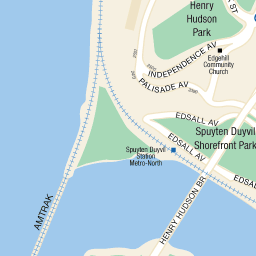 Henry
Hudson
Park
ST
INDEPENDENCE AV
Edgehill
Community
Church
PALISADE AV
EDSALL AV
EDSALL AV
Spuyten Duyvil
Shorefront Park
Spuyten Duyvil
Station
Metro-North
AMTRAK
HENRY HUDSON BR